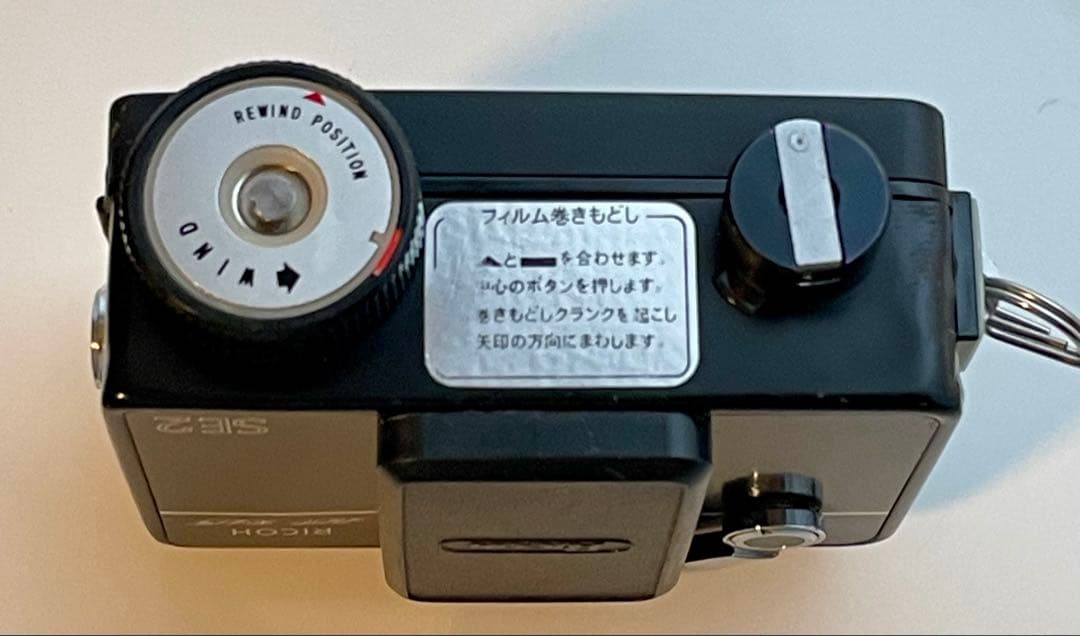 REWIND POSITION
WIND
フィルム巻きもどし
▲と▬を合わせます。
心のボタンを押します。
巻きもどしクランクを起こし
矢印の方向にまわします。
RICOH